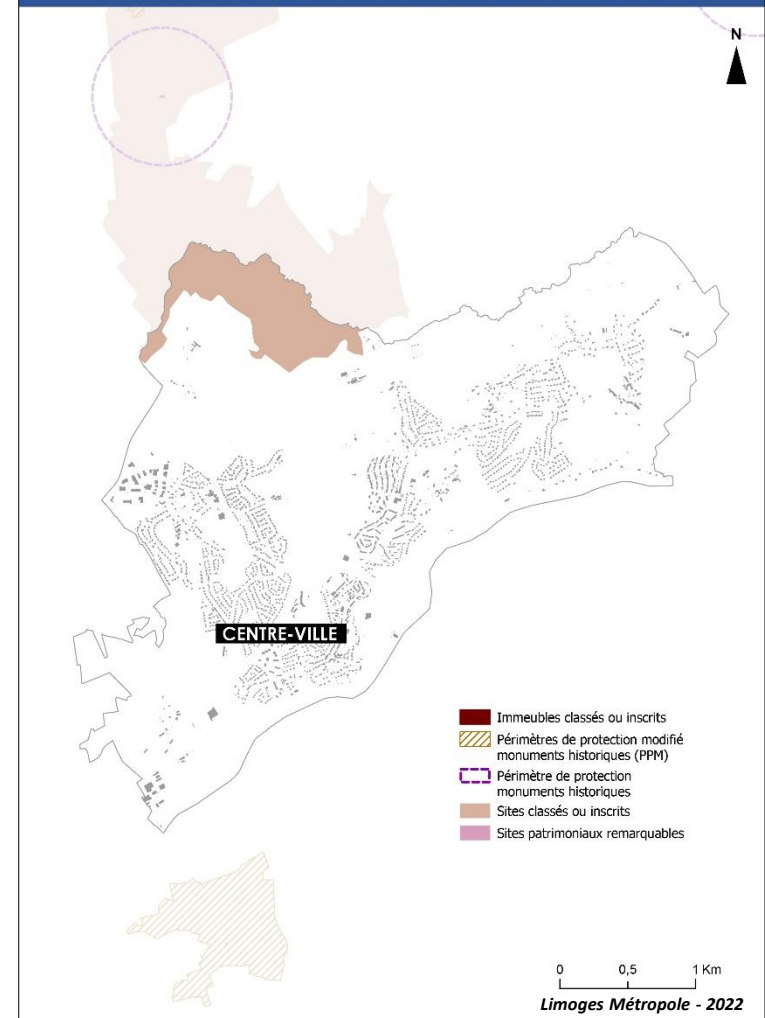 N
CENTRE-VILLE
Immeubles classés ou inscrits
Périmètres de protection modifié
monuments historiques (PPM)
Périmètre de protection
monuments historiques
Sites classés ou inscrits
Sites patrimoniaux remarquables
0 0,5 1 Km
Limoges Métropole - 2022